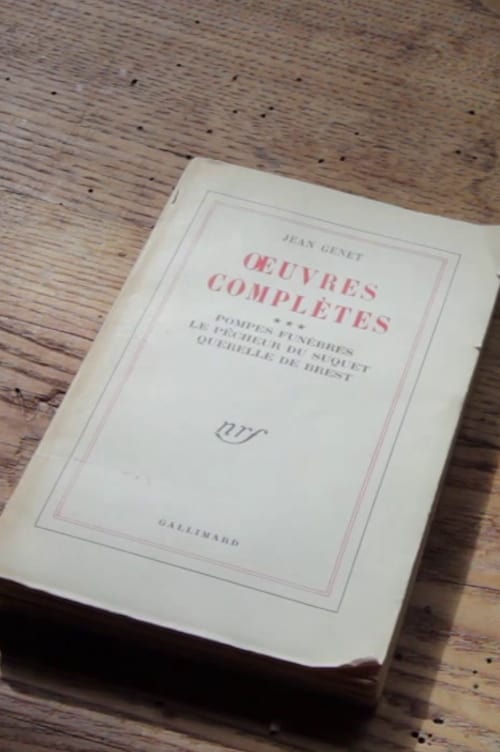 JEAN GENET
ŒUVRES
COMPLÈTES
***
POMPES FUNÈBRES
LE PÊCHEUR DU SUQUET
QUERELLE DE BREST
nrf
GALLIMARD